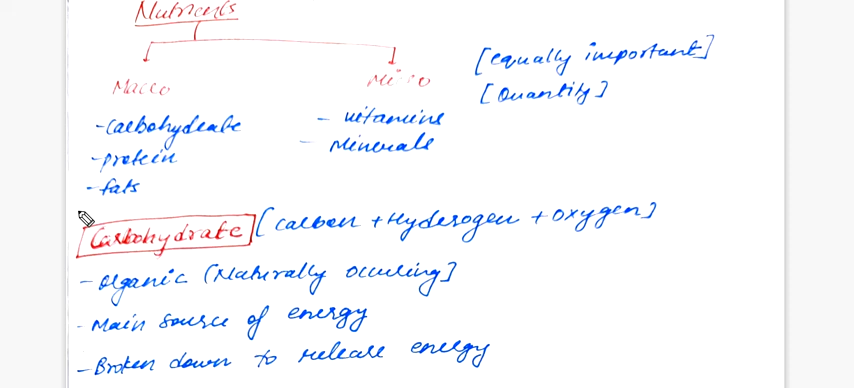 Nutrients
Macro
Micro
[equally important]
[Quantity]
- Carbohydrate
- protein
- fats
- vitamins
- Minerals
Carbohydrate [Carbon + Hyderogen + Oxygen]
- Organic (Naturally Occuring]
- Main source of energy
- Broken down to release energy